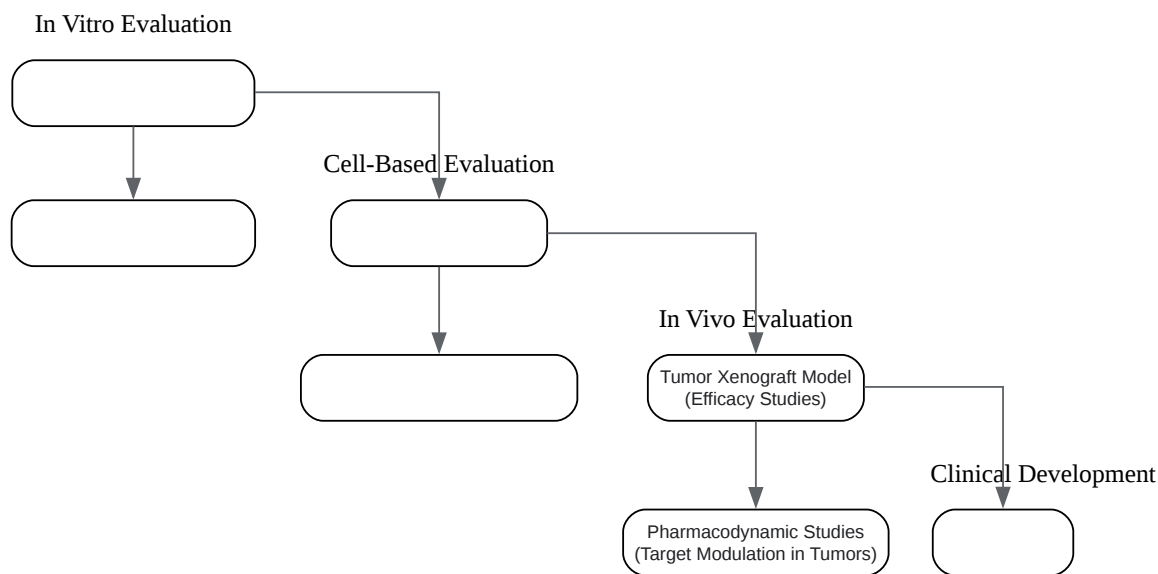 In Vitro Evaluation
Cell-Based Evaluation
In Vivo Evaluation
Tumor Xenograft Model
(Efficacy Studies)
Clinical Development
Pharmacodynamic Studies
(Target Modulation in Tumors)